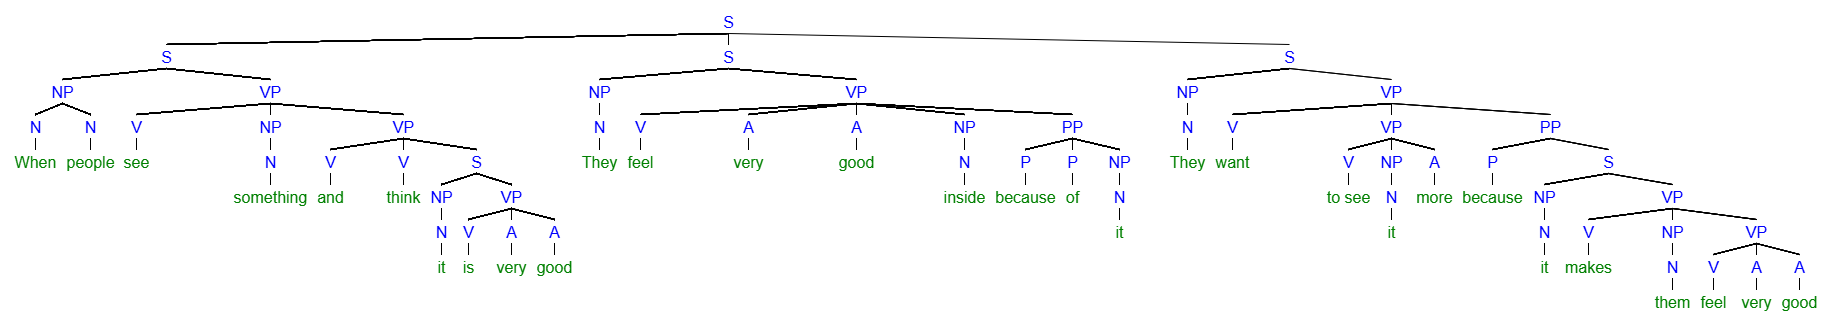 S
S S S
NP VP NP VP NP VP
N N V NP VP N V A A NP PP N V VP PP
When people see N V V S They feel very good N P P NP They want V NP A P S
something and think NP VP inside because of N to see N more because NP VP
N V A A it it N V NP VP
it is very good it makes N V A A
them feel very good